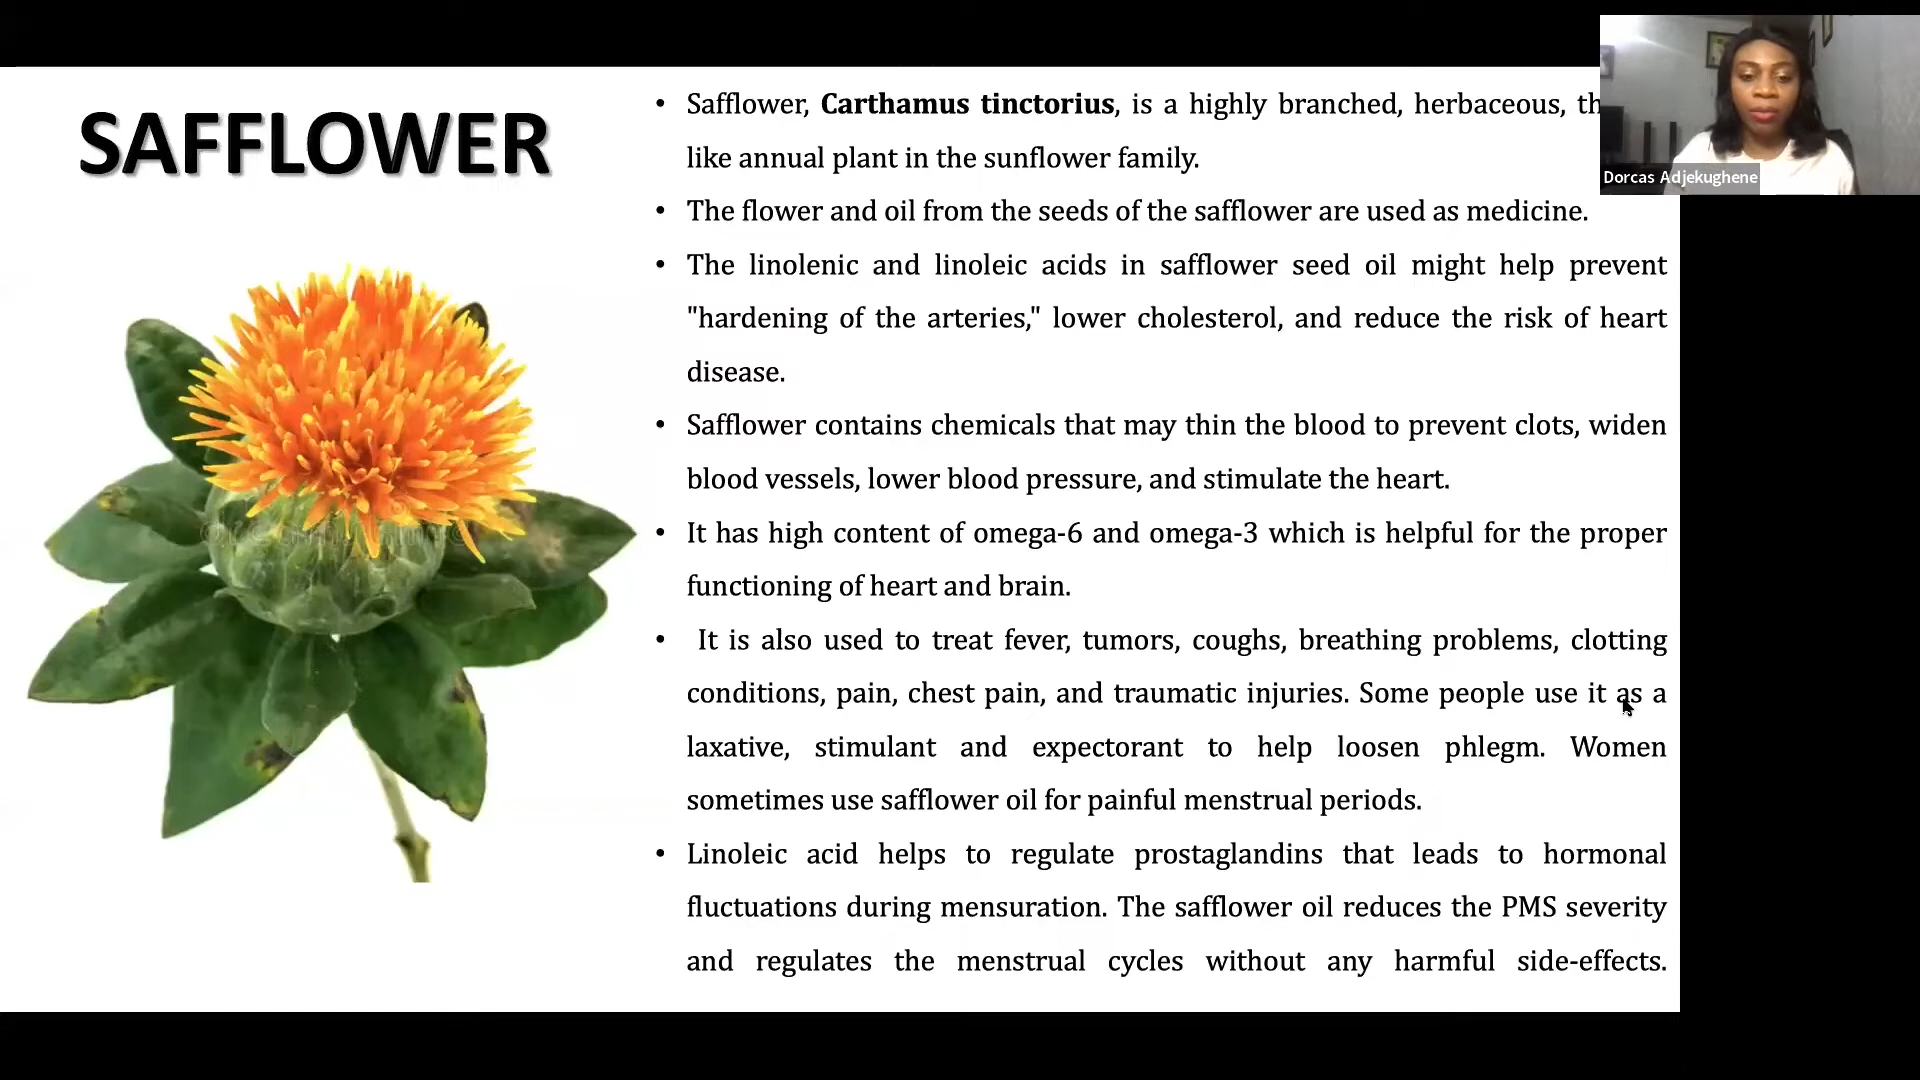 SAFFLOWER
• Safflower, Carthamus tinctorius, is a highly branched, herbaceous,
like annual plant in the sunflower family.
• The flower and oil from the seeds of the safflower are used as medicine.
• The linolenic and linoleic acids in safflower seed oil might help prevent
"hardening of the arteries," lower cholesterol, and reduce the risk of heart
disease.
• Safflower contains chemicals that may thin the blood to prevent clots, widen
blood vessels, lower blood pressure, and stimulate the heart.
• It has high content of omega-6 and omega-3 which is helpful for the proper
functioning of heart and brain.
• It is also used to treat fever, tumors, coughs, breathing problems, clotting
conditions, pain, chest pain, and traumatic injuries. Some people use it as a
laxative, stimulant and expectorant to help loosen phlegm. Women
sometimes use safflower oil for painful menstrual periods.
• Linoleic acid helps to regulate prostaglandins that leads to hormonal
fluctuations during mensuration. The safflower oil reduces the PMS severity
and regulates the menstrual cycles without any harmful side-effects.
Dorcas Adjekughene